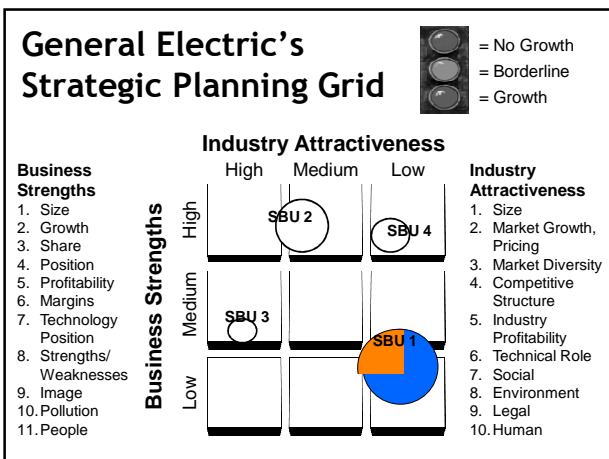 General Electric's
Strategic Planning Grid
= No Growth
= Borderline
= Growth
Industry Attractiveness
High Medium Low
Business
Strengths
1. Size
2. Growth
3. Share
4. Position
5. Profitability
6. Margins
7. Technology
Position
8. Strengths/
Weaknesses
9. Image
10.Pollution
11.People
Business Strengths
High
Medium
Low
SBU 2
SBU 4
SBU 3
SBU 1
Industry
Attractiveness
1. Size
2. Market Growth,
Pricing
3. Market Diversity
4. Competitive
Structure
5. Industry
Profitability
6. Technical Role
7. Social
8. Environment
9. Legal
10. Human